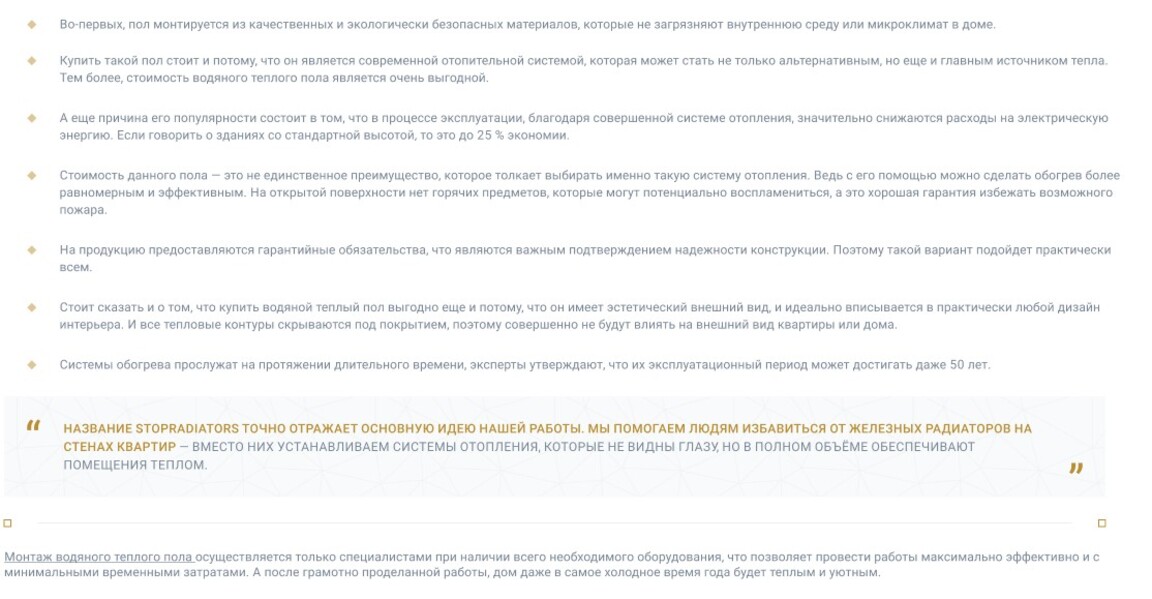 Во-первых, пол монтируется из качественных и экологически безопасных материалов, которые не загрязняют внутреннюю среду или микроклимат в доме.
Купить такой пол стоит и потому, что он является современной отопительной системой, которая может стать не только альтернативным, но еще и главным источником тепла.
Тем более, стоимость водяного теплого пола является очень выгодной.
А еще причина его популярности состоит в том, что в процессе эксплуатации, благодаря совершенной системе отопления, значительно снижаются расходы на электрическую
энергию. Если говорить о зданиях со стандартной высотой, то это до 25 % экономии.
Стоимость данного пола — это не единственное преимущество, которое толкает выбирать именно такую систему отопления. Ведь с его помощью можно сделать обогрев более
равномерным и эффективным. На открытой поверхности нет горячих предметов, которые могут потенциально воспламениться, а это хорошая гарантия избежать возможного
пожара.
На продукцию предоставляются гарантийные обязательства, что являются важным подтверждением надежности конструкции. Поэтому такой вариант подойдет практически
всем.
Стоит сказать и о том, что купить водяной теплый пол выгодно еще и потому, что он имеет эстетический внешний вид, и идеально вписывается в практически любой дизайн
интерьера. И все тепловые контуры скрываются под покрытием, поэтому совершенно не будут влиять на внешний вид квартиры или дома.
Системы обогрева прослужат на протяжении длительного времени, эксперты утверждают, что их эксплуатационный период может достигать даже 50 лет.
“ НАЗВАНИЕ STOPRADIATORS ТОЧНО ОТРАЖАЕТ ОСНОВНУЮ ИДЕЮ НАШЕЙ РАБОТЫ. МЫ ПОМОГАЕМ ЛЮДЯМ ИЗБАВИТЬСЯ ОТ ЖЕЛЕЗНЫХ РАДИАТОРОВ НА
СТЕНАХ КВАРТИР — ВМЕСТО НИХ УСТАНАВЛИВАЕМ СИСТЕМЫ ОТОПЛЕНИЯ, КОТОРЫЕ НЕ ВИДНЫ ГЛАЗУ, НО В ПОЛНОМ ОБЪЁМЕ ОБЕСПЕЧИВАЮТ
ПОМЕЩЕНИЯ ТЕПЛОМ. ”
Монтаж водяного теплого пола осуществляется только специалистами при наличии всего необходимого оборудования, что позволяет провести работы максимально эффективно и с
минимальными временными затратами. А после грамотно проделанной работы, дом даже в самое холодное время года будет теплым и уютным.